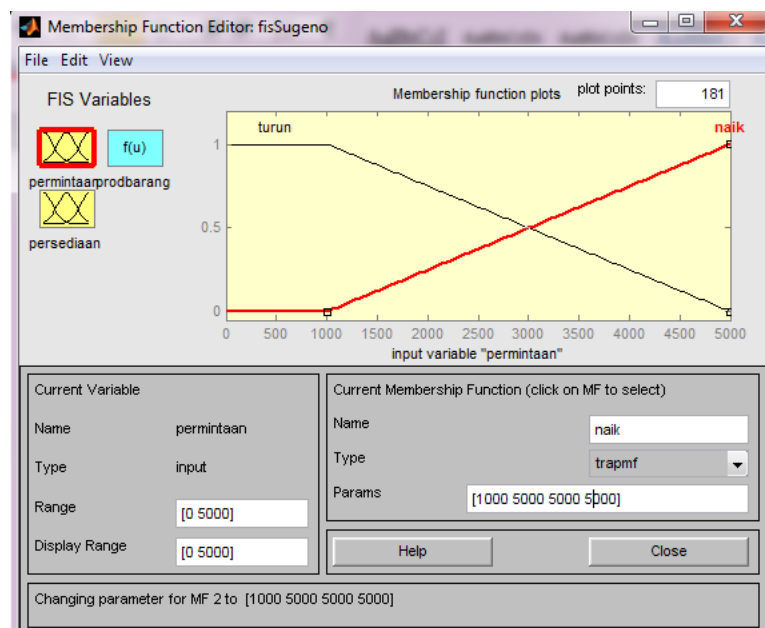 Membership Function Editor: fisSugeno
File Edit View
FIS Variables
Membership function plots plot points: 181
f(u)
permintaan prodbarang
persediaan
turun
naik
1
0.5
0
0 500 1000 1500 2000 2500 3000 3500 4000 4500 5000
input variable "permintaan"
Current Variable
Name permintaan
Type input
Range [0 5000]
Display Range [0 5000]
Current Membership Function (click on MF to select)
Name naik
Type trapmf
Params [1000 5000 5000 5000]
Help Close
Changing parameter for MF 2 to [1000 5000 5000 5000]